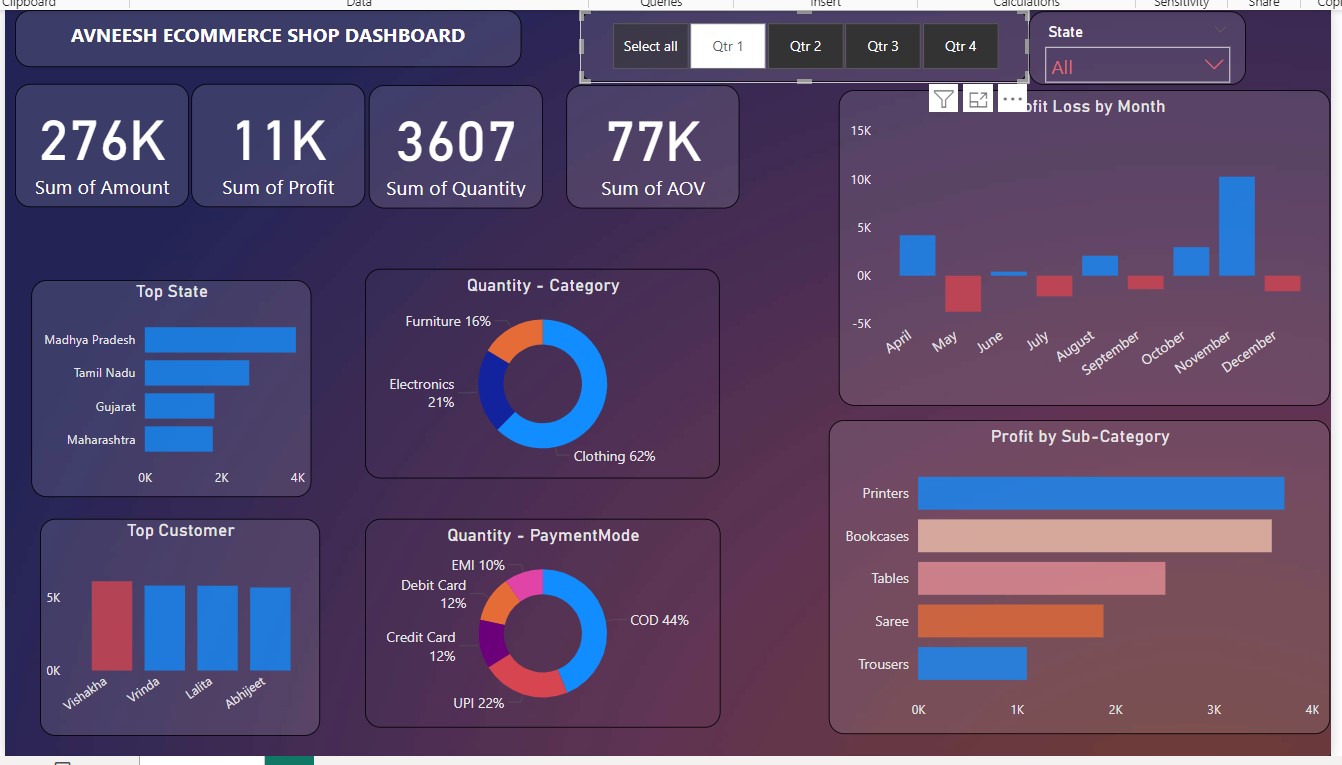 Clipboard
Data
Queries
Insert
Calculations
Sensitivity
Share
AVNEESH ECOMMERCE SHOP DASHBOARD
Select all
Qtr 1
Qtr 2
Qtr 3
Qtr 4
State
All
276K
Sum of Amount
11K
Sum of Profit
3607
Sum of Quantity
77K
Sum of AOV
Loss by Month
15K
10K
5K
0K
-5K
April
May
June
July
August
September
October
November
December
Top State
Madhya Pradesh
Tamil Nadu
Gujarat
Maharashtra
0K
2K
4K
Quantity - Category
Furniture 16%
Electronics
21%
Clothing 62%
Profit by Sub-Category
Printers
Bookcases
Tables
Saree
Trousers
0K
1K
2K
3K
4K
Top Customer
5K
0K
Vishakha
Vrinda
Lalita
Abhijeet
Quantity - PaymentMode
EMI 10%
Debit Card
12%
Credit Card
12%
UPI 22%
COD 44%